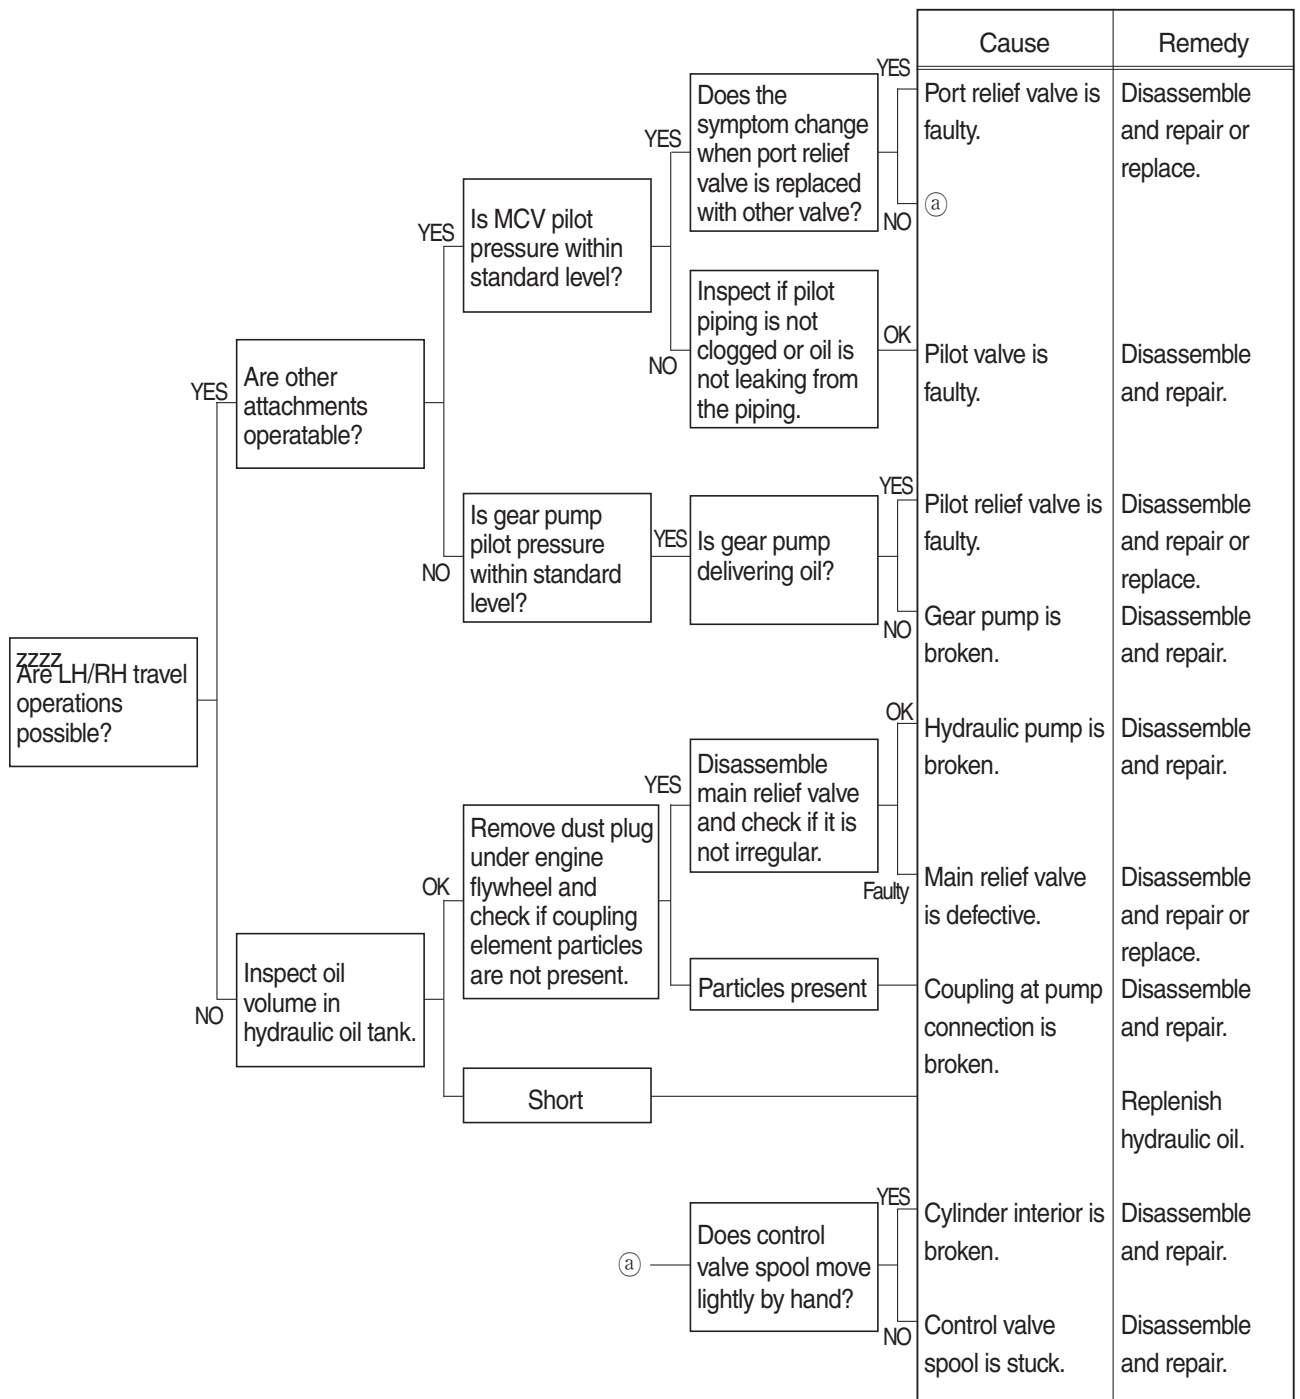 Cause
Remedy
YES
Does the
symptom change
when port relief
valve is replaced
with other valve?
Port relief valve is
faulty.
Disassemble
and repair or
replace.
YES
NO
ⓐ
YES
Is MCV pilot
pressure within
standard level?
Inspect if pilot
piping is not
clogged or oil is
not leaking from
the piping.
OK
NO
Pilot valve is
faulty.
Disassemble
and repair.
YES
Are other
attachments
operatable?
YES
Pilot relief valve is
faulty.
Disassemble
and repair or
replace.
Is gear pump
pilot pressure
within standard
level?
YES
Is gear pump
delivering oil?
NO
NO
Gear pump is
broken.
Disassemble
and repair.
zzzz
Are LH/RH travel
operations
possible?
OK
Hydraulic pump is
broken.
Disassemble
and repair.
YES
Disassemble
main relief valve
and check if it is
not irregular.
Remove dust plug
under engine
flywheel and
check if coupling
element particles
are not present.
OK
Faulty
Main relief valve
is defective.
Disassemble
and repair or
replace.
Inspect oil
volume in
hydraulic oil tank.
NO
Particles present
Coupling at pump
connection is
broken.
Disassemble
and repair.
Short
Replenish
hydraulic oil.
YES
Cylinder interior is
broken.
Disassemble
and repair.
ⓐ
Does control
valve spool move
lightly by hand?
NO
Control valve
spool is stuck.
Disassemble
and repair.